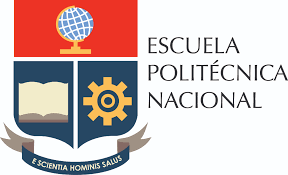 ESCUELA
POLITÉCNICA
NACIONAL
E SCIENTIA HOMINIS SALUS